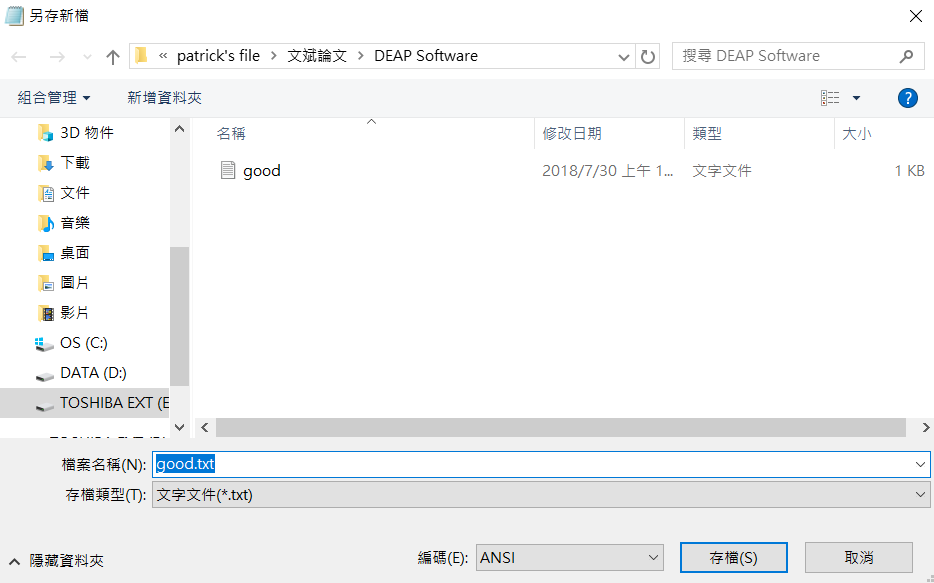 另存新檔
« patrick's file > 文斌論文 > DEAP Software
搜尋 DEAP Software
組合管理 新增資料夾
?
名稱 修改日期 類型 大小
good 2018/7/30 上午 1... 文字文件 1 KB
3D 物件
下載
文件
音樂
桌面
圖片
影片
OS (C:)
DATA (D:)
TOSHIBA EXT (E
檔案名稱(N): good.txt
存檔類型(T): 文字文件(*.txt)
隱藏資料夾 編碼(E): ANSI 存檔(S) 取消